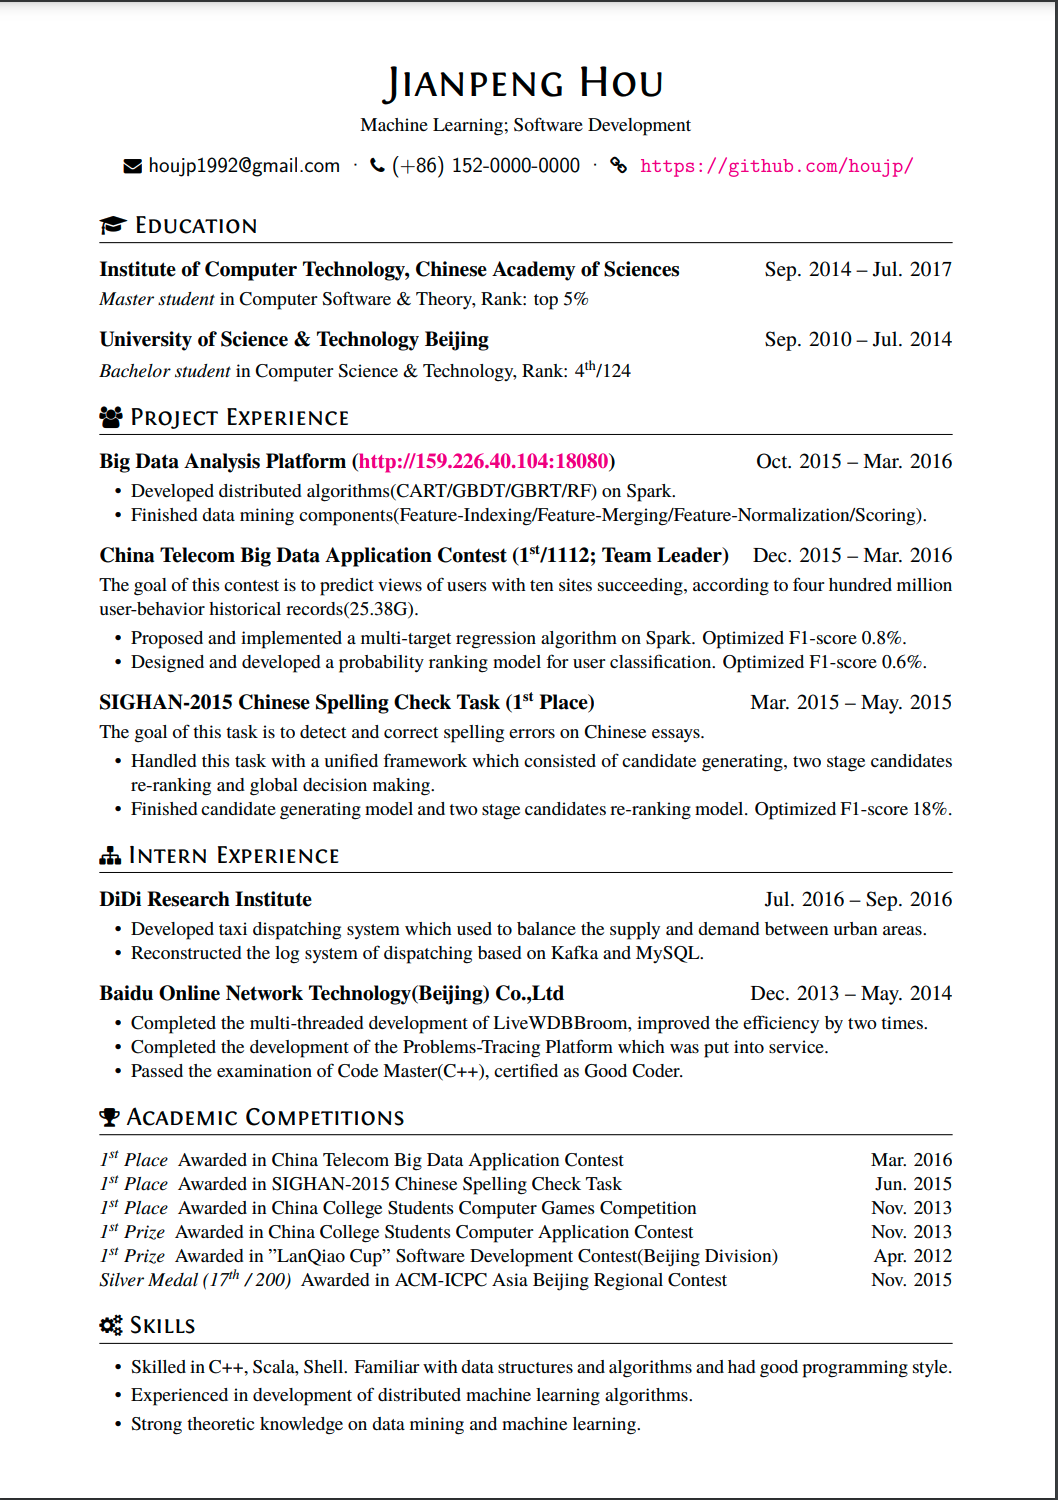 Jianpeng Hou
Machine Learning; Software Development
houjp1992@gmail.com · (+86) 152-0000-0000 · https://github.com/houjp/
Education
Institute of Computer Technology, Chinese Academy of Sciences Sep. 2014 – Jul. 2017
Master student in Computer Software & Theory, Rank: top 5%
University of Science & Technology Beijing Sep. 2010 – Jul. 2014
Bachelor student in Computer Science & Technology, Rank: 4th/124
Project Experience
Big Data Analysis Platform (http://159.226.40.104:18080) Oct. 2015 – Mar. 2016
• Developed distributed algorithms(CART/GBDT/GBRT/RF) on Spark.
• Finished data mining components(Feature-Indexing/Feature-Merging/Feature-Normalization/Scoring).
China Telecom Big Data Application Contest (1st/1112; Team Leader) Dec. 2015 – Mar. 2016
The goal of this contest is to predict views of users with ten sites succeeding, according to four hundred million
user-behavior historical records(25.38G).
• Proposed and implemented a multi-target regression algorithm on Spark. Optimized F1-score 0.8%.
• Designed and developed a probability ranking model for user classification. Optimized F1-score 0.6%.
SIGHAN-2015 Chinese Spelling Check Task (1st Place) Mar. 2015 – May. 2015
The goal of this task is to detect and correct spelling errors on Chinese essays.
• Handled this task with a unified framework which consisted of candidate generating, two stage candidates
re-ranking and global decision making.
• Finished candidate generating model and two stage candidates re-ranking model. Optimized F1-score 18%.
Intern Experience
DiDi Research Institute Jul. 2016 – Sep. 2016
• Developed taxi dispatching system which used to balance the supply and demand between urban areas.
• Reconstructed the log system of dispatching based on Kafka and MySQL.
Baidu Online Network Technology(Beijing) Co.,Ltd Dec. 2013 – May. 2014
• Completed the multi-threaded development of LiveWDBBroom, improved the efficiency by two times.
• Completed the development of the Problems-Tracing Platform which was put into service.
• Passed the examination of Code Master(C++), certified as Good Coder.
Academic Competitions
1st Place Awarded in China Telecom Big Data Application Contest Mar. 2016
1st Place Awarded in SIGHAN-2015 Chinese Spelling Check Task Jun. 2015
1st Place Awarded in China College Students Computer Games Competition Nov. 2013
1st Prize Awarded in China College Students Computer Application Contest Nov. 2013
1st Prize Awarded in ”LanQiao Cup” Software Development Contest(Beijing Division) Apr. 2012
Silver Medal (17th / 200) Awarded in ACM-ICPC Asia Beijing Regional Contest Nov. 2015
Skills
• Skilled in C++, Scala, Shell. Familiar with data structures and algorithms and had good programming style.
• Experienced in development of distributed machine learning algorithms.
• Strong theoretic knowledge on data mining and machine learning.